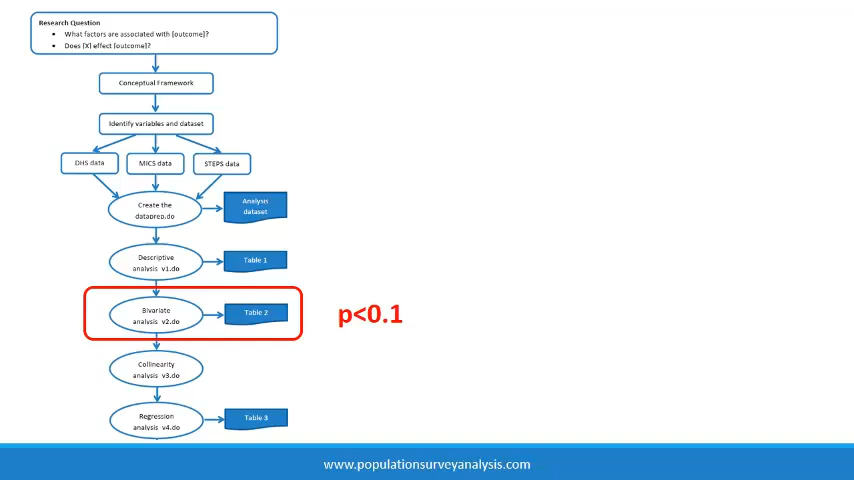 Research Question
• What factors are associated with [outcome]?
• Does [X] effect [outcome]?
Conceptual Framework
Identify variables and dataset
DHS data
MICS data
STEPS data
Create the
dataprep.do
Analysis
dataset
Descriptive
analysis v1.do
Table 1
Bivariate
analysis v2.do
Table 2
p<0.1
Collinearity
analysis v3.do
Regression
analysis v4.do
Table 3
www.populationsurveyanalysis.com